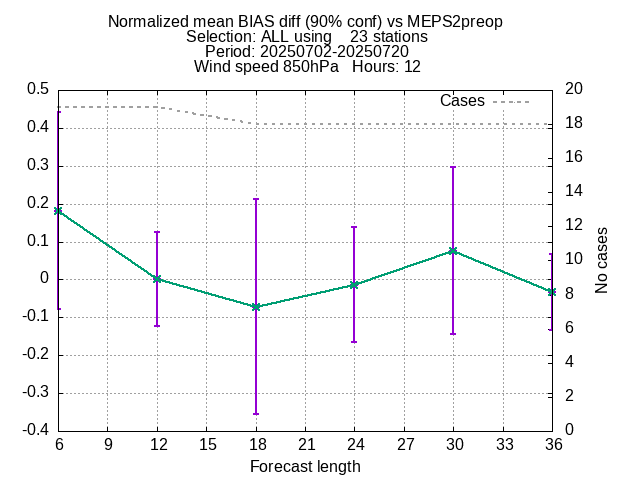 Normalized mean BIAS diff (90% conf) vs MEPS2preop
Selection: ALL using    23 stations
Period: 20250702-20250720
Wind speed 850hPa   Hours: 12
Cases
0.5
0.4
0.3
0.2
0.1
0
-0.1
-0.2
-0.3
-0.4
20
18
16
14
12
10
8
6
4
2
0
No cases
6 9 12 15 18 21 24 27 30 33 36
Forecast length